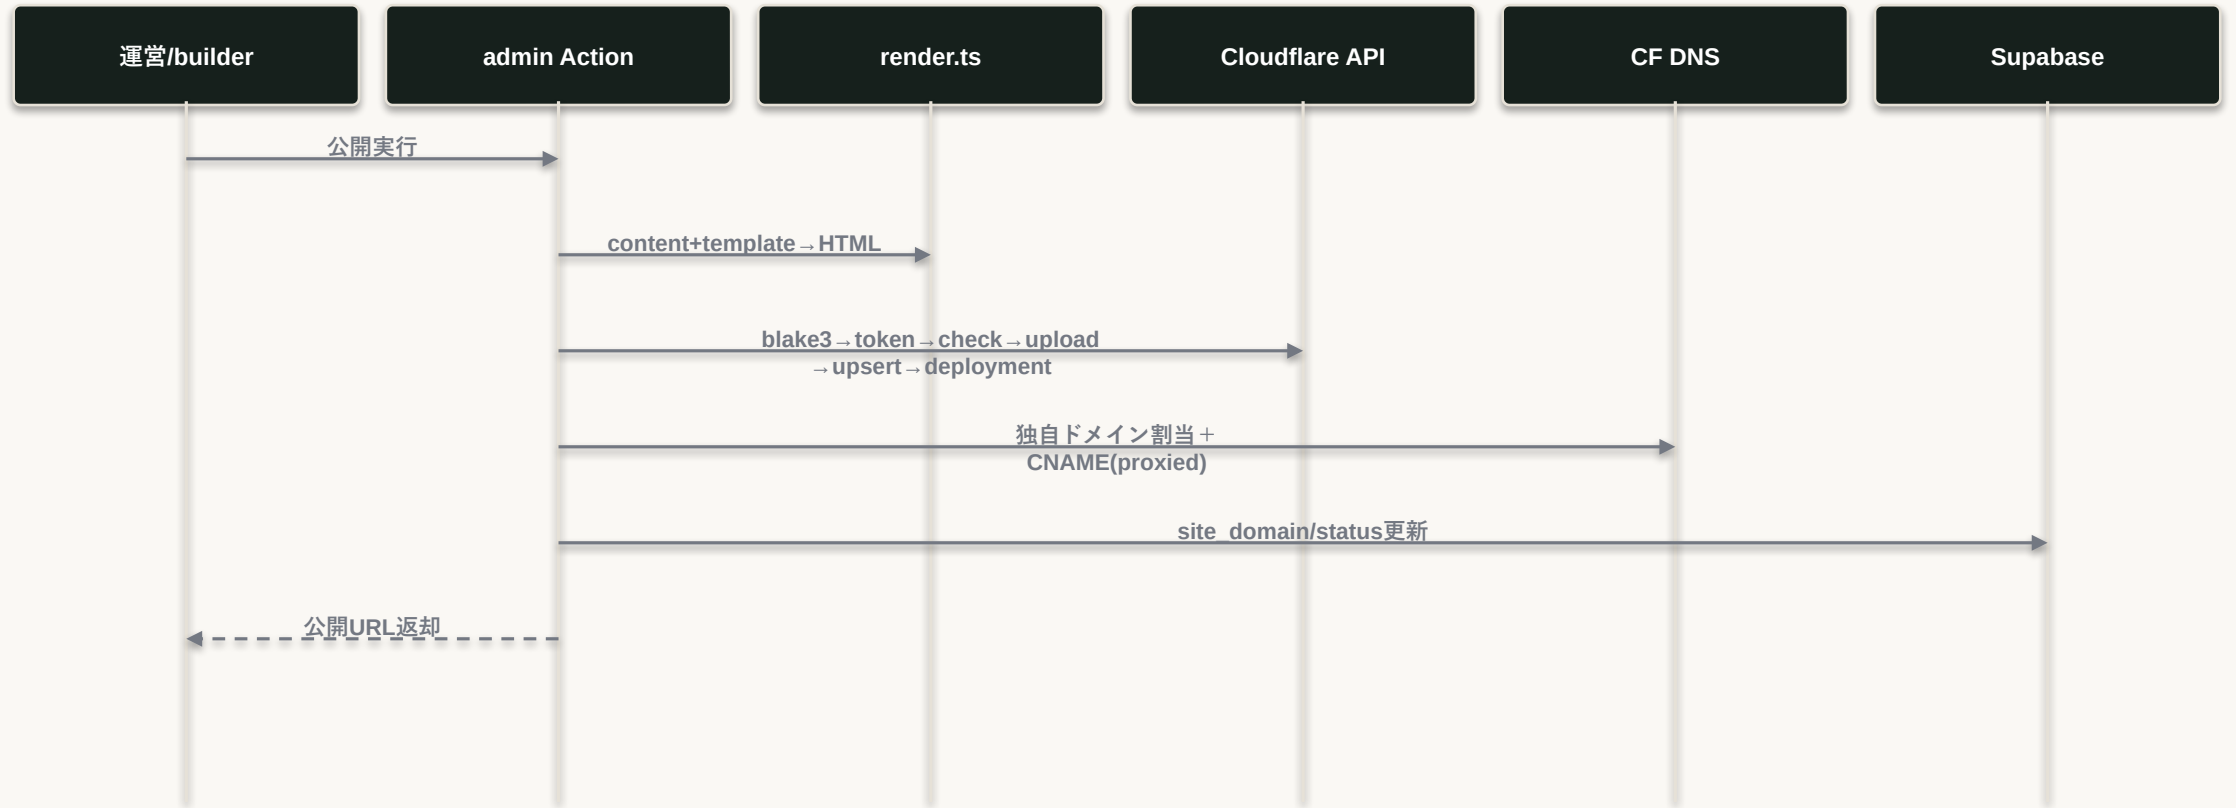 運営/builder
admin Action
render.ts
Cloudflare API
CF DNS
Supabase
公開実行
content+template→HTML
blake3→token→check→upload
→upsert→deployment
独自ドメイン割当＋
CNAME(proxied)
site_domain/status更新
公開URL返却